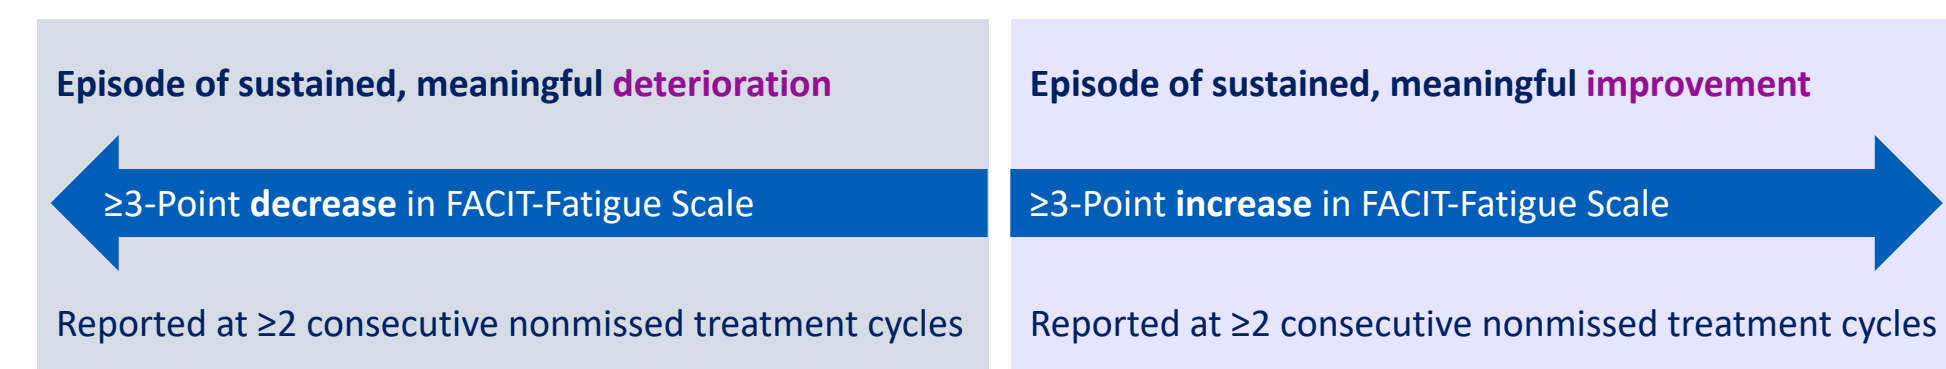 Episode of sustained, meaningful deterioration
≥3-Point decrease in FACIT-Fatigue Scale
Reported at ≥2 consecutive nonmissed treatment cycles
Episode of sustained, meaningful improvement
≥3-Point increase in FACIT-Fatigue Scale
Reported at ≥2 consecutive nonmissed treatment cycles